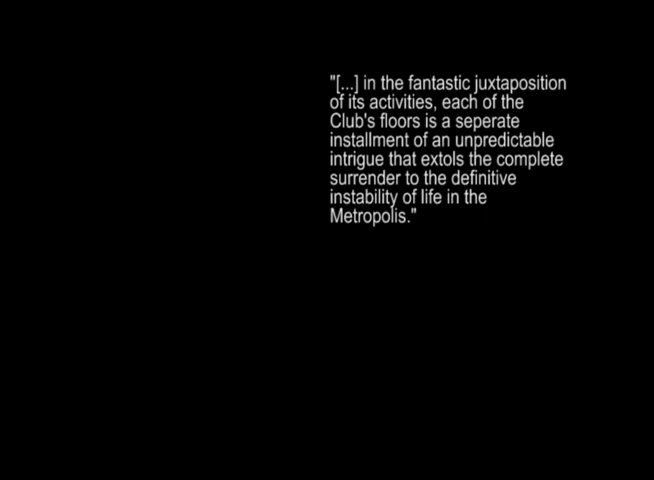 "[...] in the fantastic juxtaposition
of its activities, each of the
Club's floors is a seperate
installment of an unpredictable
intrigue that extols the complete
surrender to the definitive
instability of life in the
Metropolis."